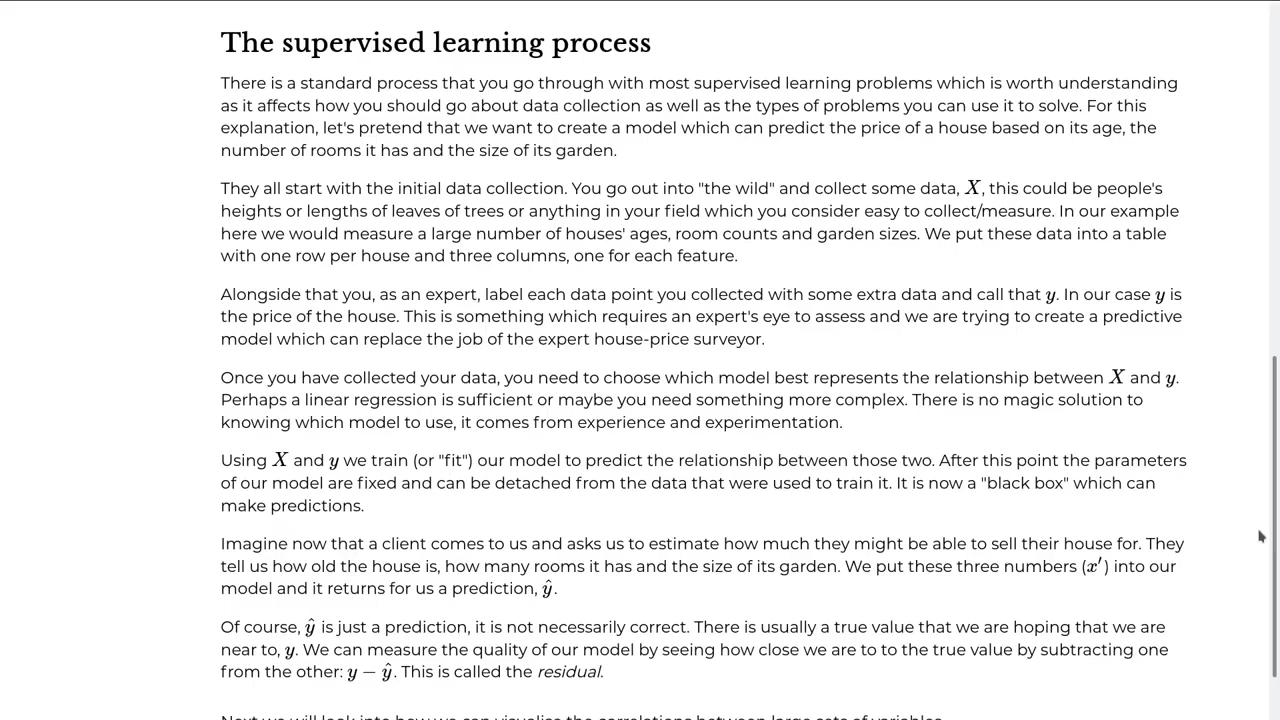 The supervised learning process
There is a standard process that you go through with most supervised learning problems which is worth understanding
as it affects how you should go about data collection as well as the types of problems you can use it to solve. For this
explanation, let's pretend that we want to create a model which can predict the price of a house based on its age, the
number of rooms it has and the size of its garden.
They all start with the initial data collection. You go out into "the wild" and collect some data, X, this could be people's
heights or lengths of leaves of trees or anything in your field which you consider easy to collect/measure. In our example
here we would measure a large number of houses' ages, room counts and garden sizes. We put these data into a table
with one row per house and three columns, one for each feature.
Alongside that you, as an expert, label each data point you collected with some extra data and call that y. In our case y is
the price of the house. This is something which requires an expert's eye to assess and we are trying to create a predictive
model which can replace the job of the expert house-price surveyor.
Once you have collected your data, you need to choose which model best represents the relationship between X and y.
Perhaps a linear regression is sufficient or maybe you need something more complex. There is no magic solution to
knowing which model to use, it comes from experience and experimentation.
Using X and y we train (or "fit") our model to predict the relationship between those two. After this point the parameters
of our model are fixed and can be detached from the data that were used to train it. It is now a "black box" which can
make predictions.
Imagine now that a client comes to us and asks us to estimate how much they might be able to sell their house for. They
tell us how old the house is, how many rooms it has and the size of its garden. We put these three numbers (x′) into our
model and it returns for us a prediction, ŷ.
Of course, ŷ is just a prediction, it is not necessarily correct. There is usually a true value that we are hoping that we are
near to, y. We can measure the quality of our model by seeing how close we are to to the true value by subtracting one
from the other: y − ŷ. This is called the residual.
Next we will look into how we can visualise the correlations between large sets of variables.